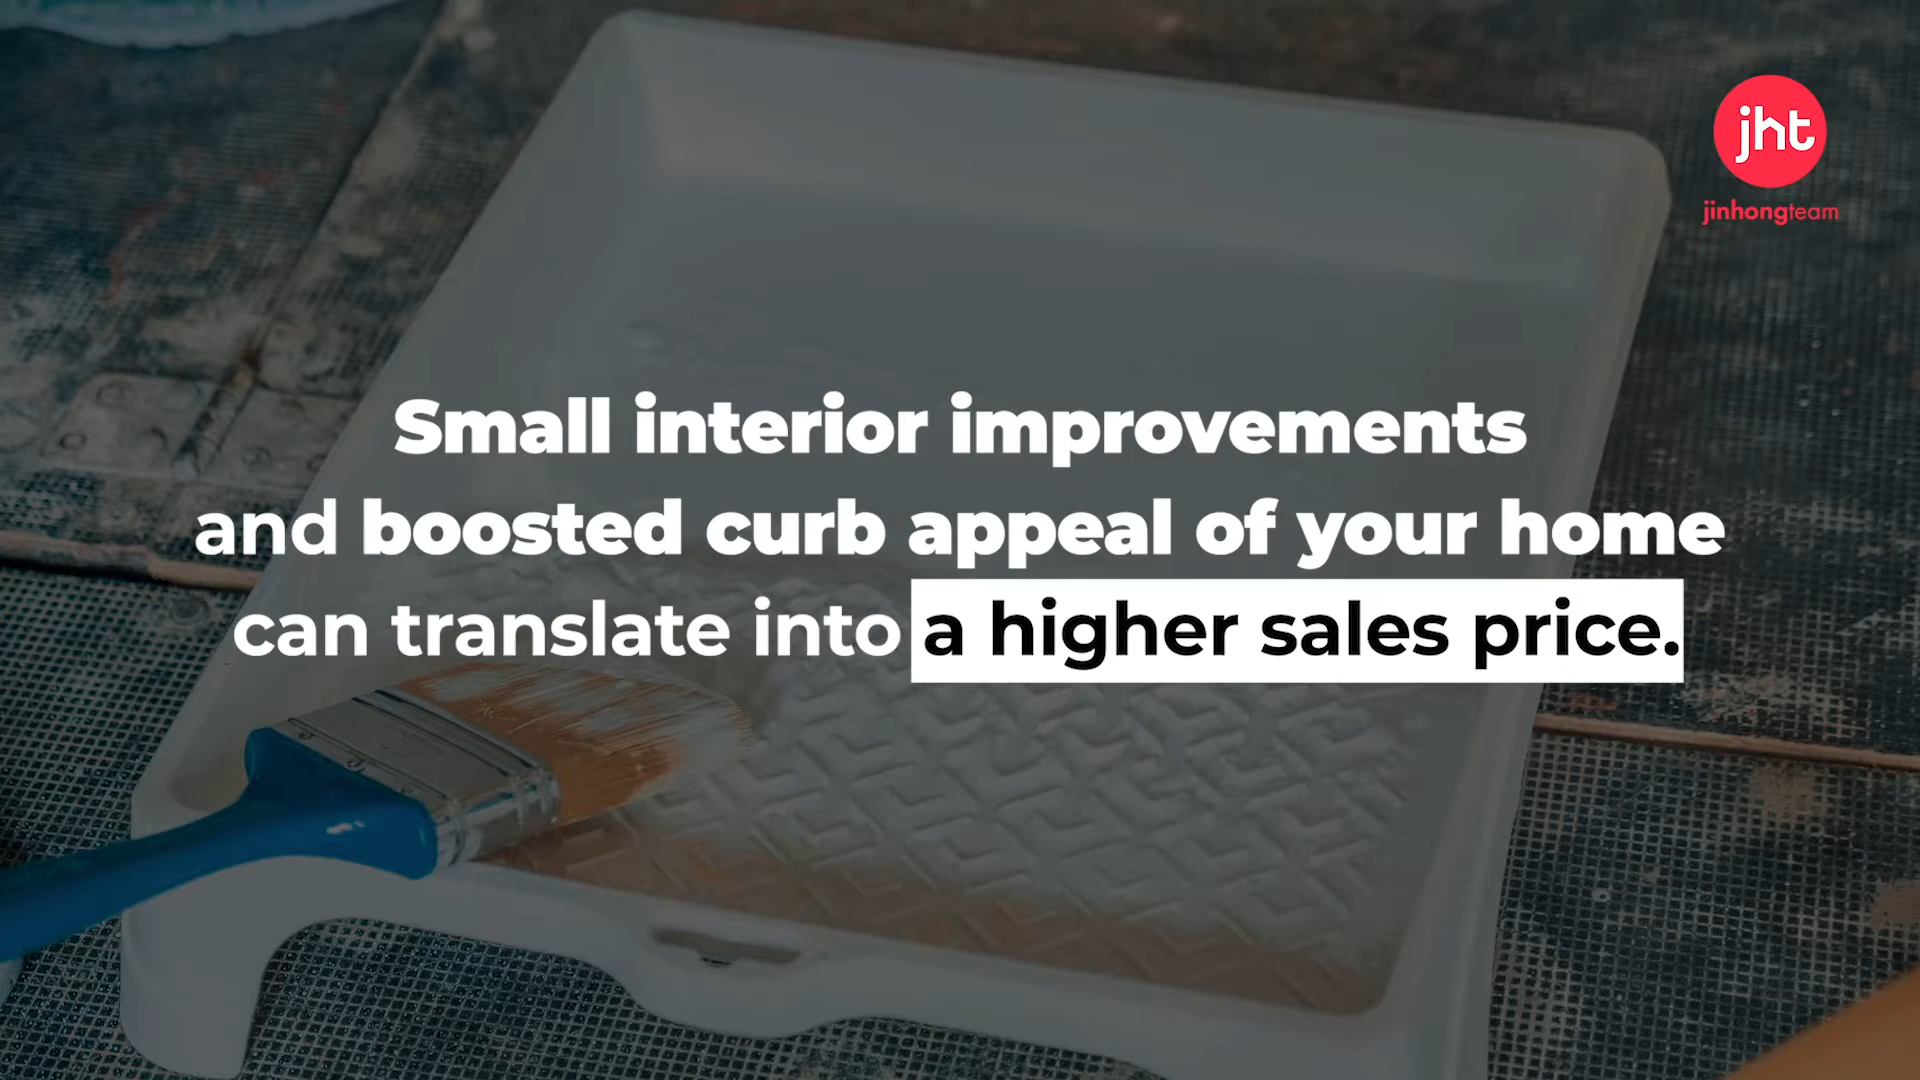 jht
jinhongteam
Small interior improvements
and boosted curb appeal of your home
can translate into a higher sales price.